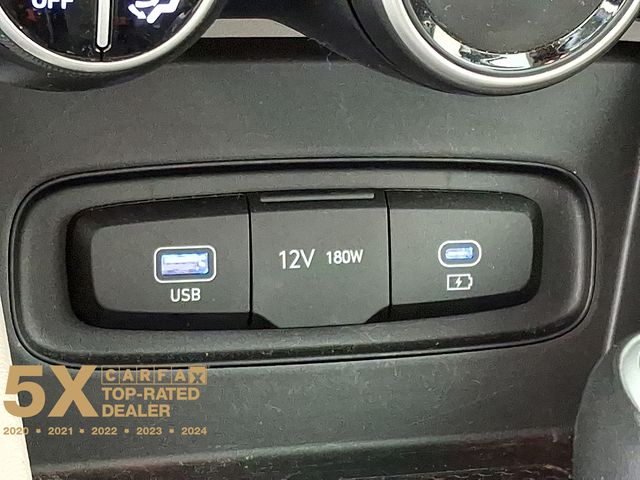 OFF
USB
12V 180W
5X CARFAX
TOP-RATED
DEALER
2020 • 2021 • 2022 • 2023 • 2024